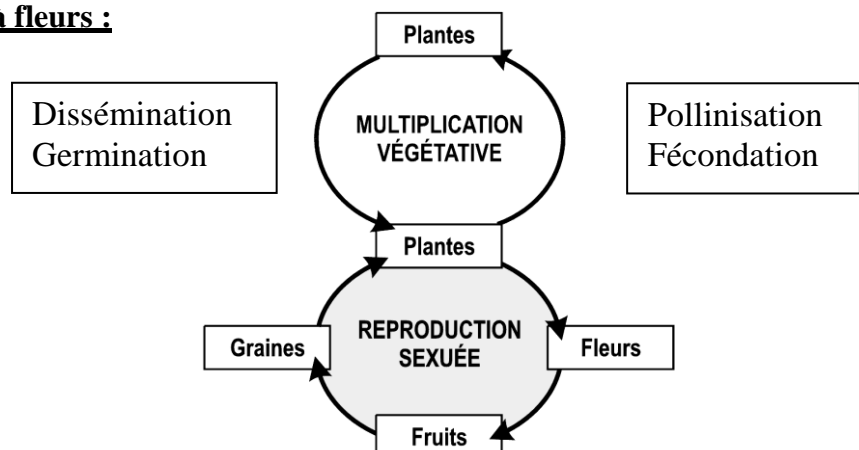 à fleurs :
Plantes
Dissémination
Germination
MULTIPLICATION
VÉGÉTATIVE
Pollinisation
Fécondation
Plantes
REPRODUCTION
SEXUÉE
Graines
Fleurs
Fruits